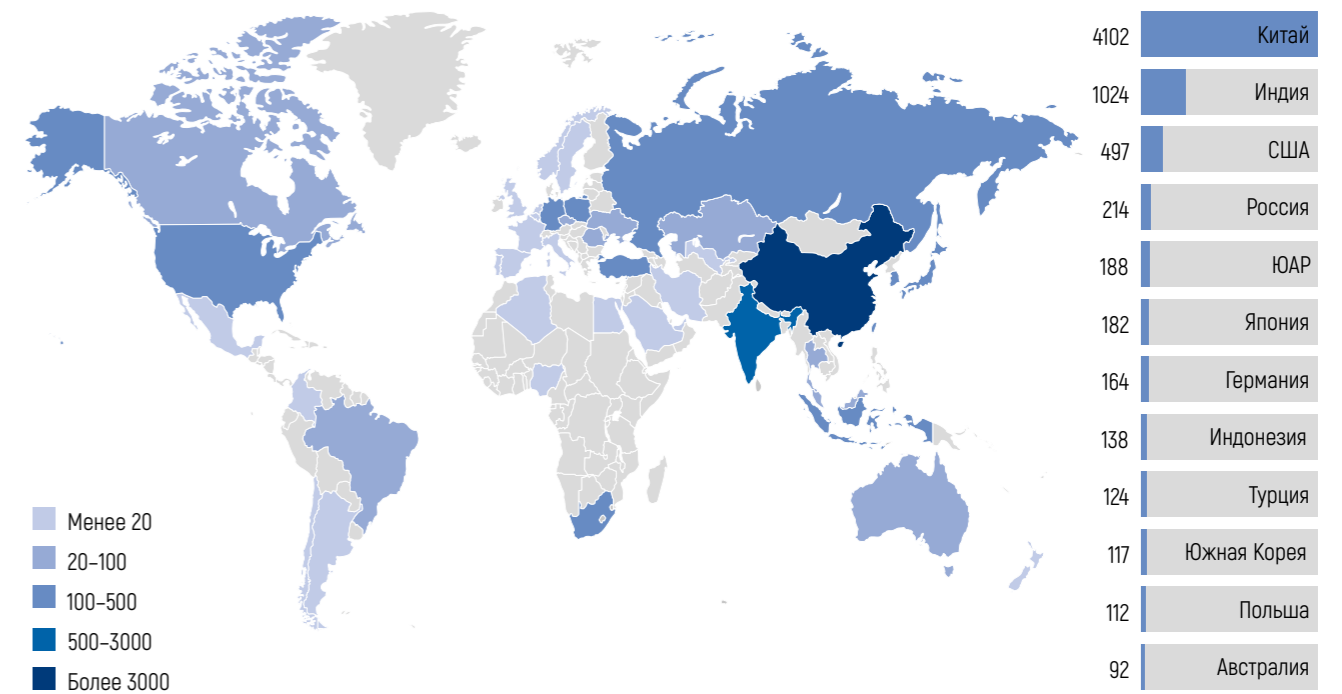 4102 Китай
1024 Индия
497 США
214 Россия
188 ЮАР
182 Япония
164 Германия
138 Индонезия
124 Турция
117 Южная Корея
112 Польша
92 Австралия
Менее 20
20–100
100–500
500–3000
Более 3000